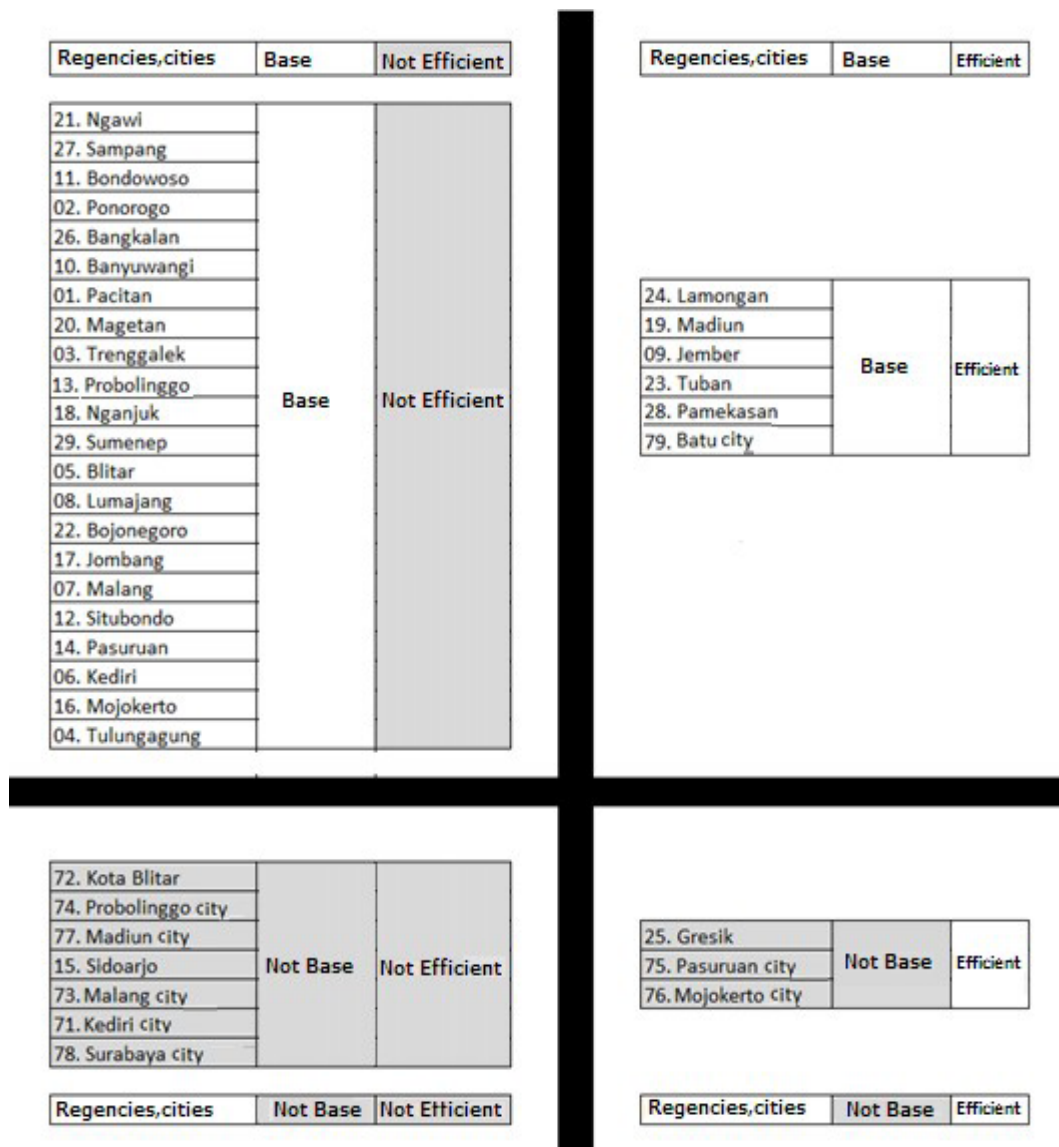 Regencies,cities Base Not Efficient
21. Ngawi
27. Sampang
11. Bondowoso
02. Ponorogo
26. Bangkalan
10. Banyuwangi
01. Pacitan
20. Magetan
03. Trenggalek
13. Probolinggo
18. Nganjuk
29. Sumenep
05. Blitar
08. Lumajang
22. Bojonegoro
17. Jombang
07. Malang
12. Situbondo
14. Pasuruan
06. Kediri
16. Mojokerto
04. Tulungagung
Base Not Efficient
Regencies,cities Base Efficient
24. Lamongan
19. Madiun
09. Jember
23. Tuban
28. Pamekasan
79. Batu city
Base Efficient
72. Kota Blitar
74. Probolinggo city
77. Madiun city
15. Sidoarjo
73. Malang city
71. Kediri city
78. Surabaya city
Not Base Not Efficient
Regencies,cities Not Base Not Efficient
25. Gresik
75. Pasuruan city
76. Mojokerto city
Not Base Efficient
Regencies,cities Not Base Efficient